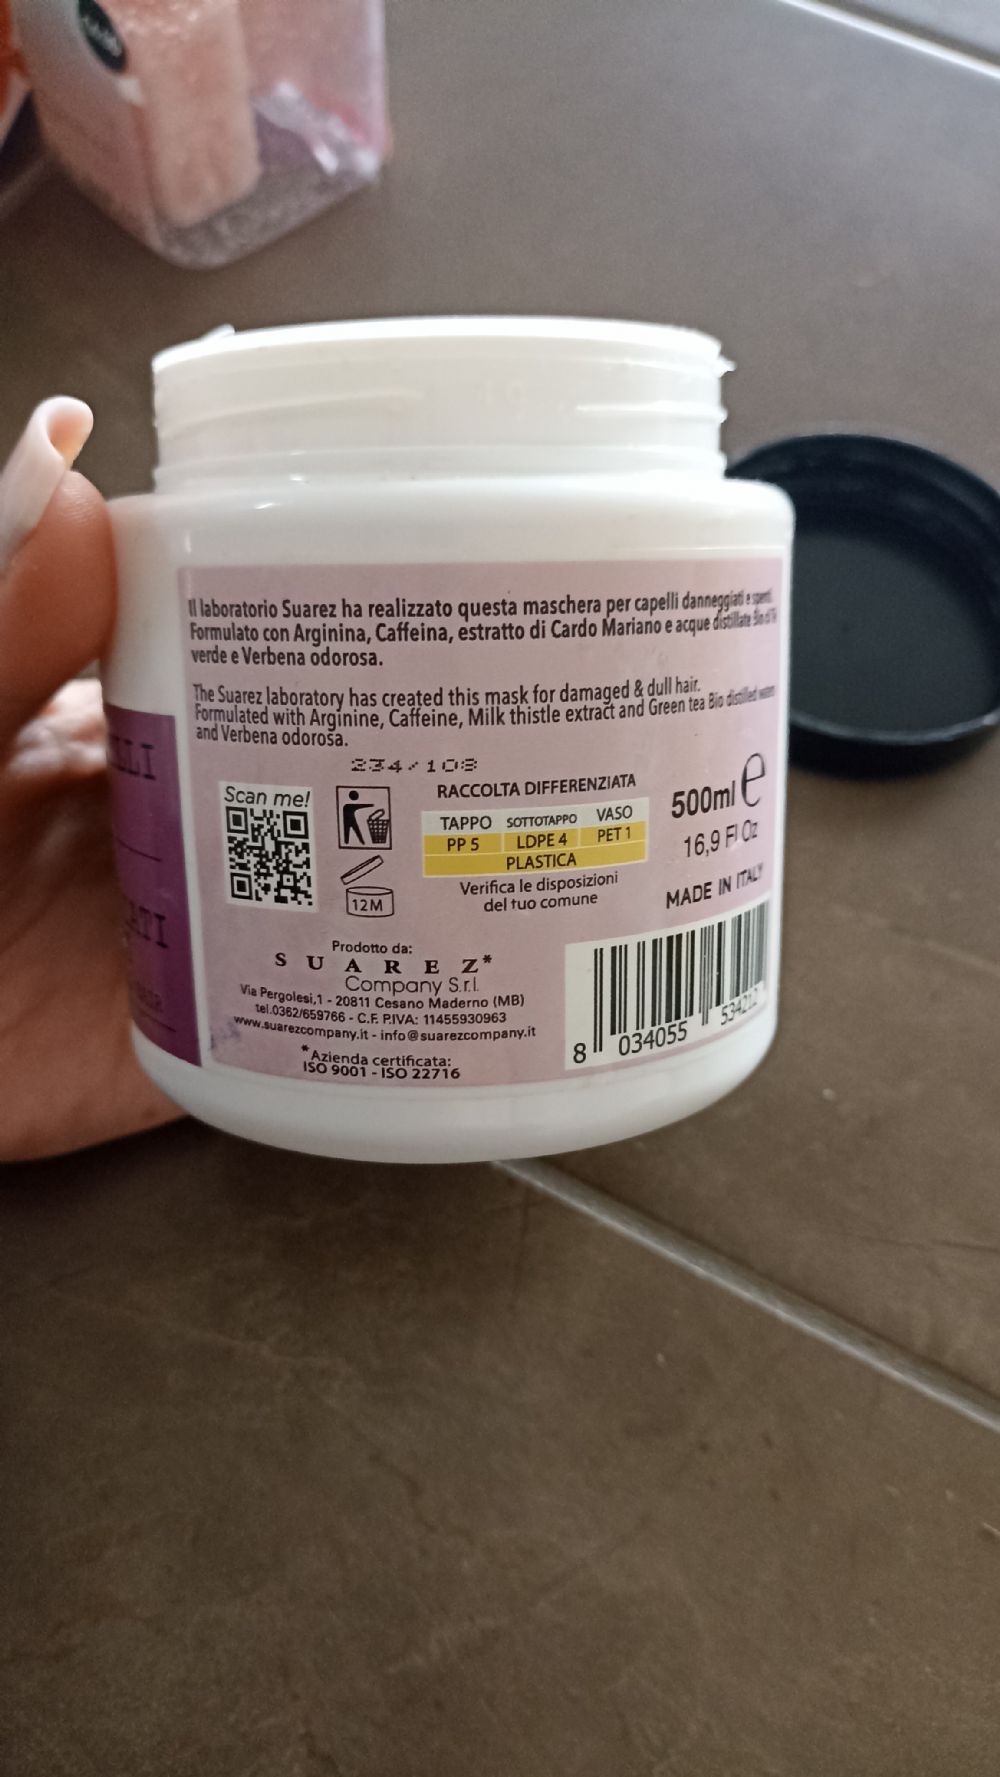 Il laboratorio Suarez ha realizzato questa maschera per capelli danneggiati e spenti.
Formulato con Arginina, Caffeina, estratto di Cardo Mariano e acque distillate Bio di Tè
verde e Verbena odorosa.
The Suarez laboratory has created this mask for damaged & dull hair.
Formulated with Arginine, Caffeine, Milk thistle extract and Green tea Bio distilled waters
and Verbena odorosa.
234/108
Scan me!
12M
RACCOLTA DIFFERENZIATA
TAPPO SOTTOTAPPO VASO
PP 5 LDPE 4 PET 1
PLASTICA
Verifica le disposizioni
del tuo comune
500ml e
16,9 Fl Oz
MADE IN ITALY
Prodotto da:
SUAREZ*
Company S.r.l.
Via Pergolesi,1 - 20811 Cesano Maderno (MB)
tel.0362/659766 - C.F. P.IVA: 11455930963
www.suarezcompany.it - info@suarezcompany.it
*Azienda certificata:
ISO 9001 - ISO 22716
8 034055 534212